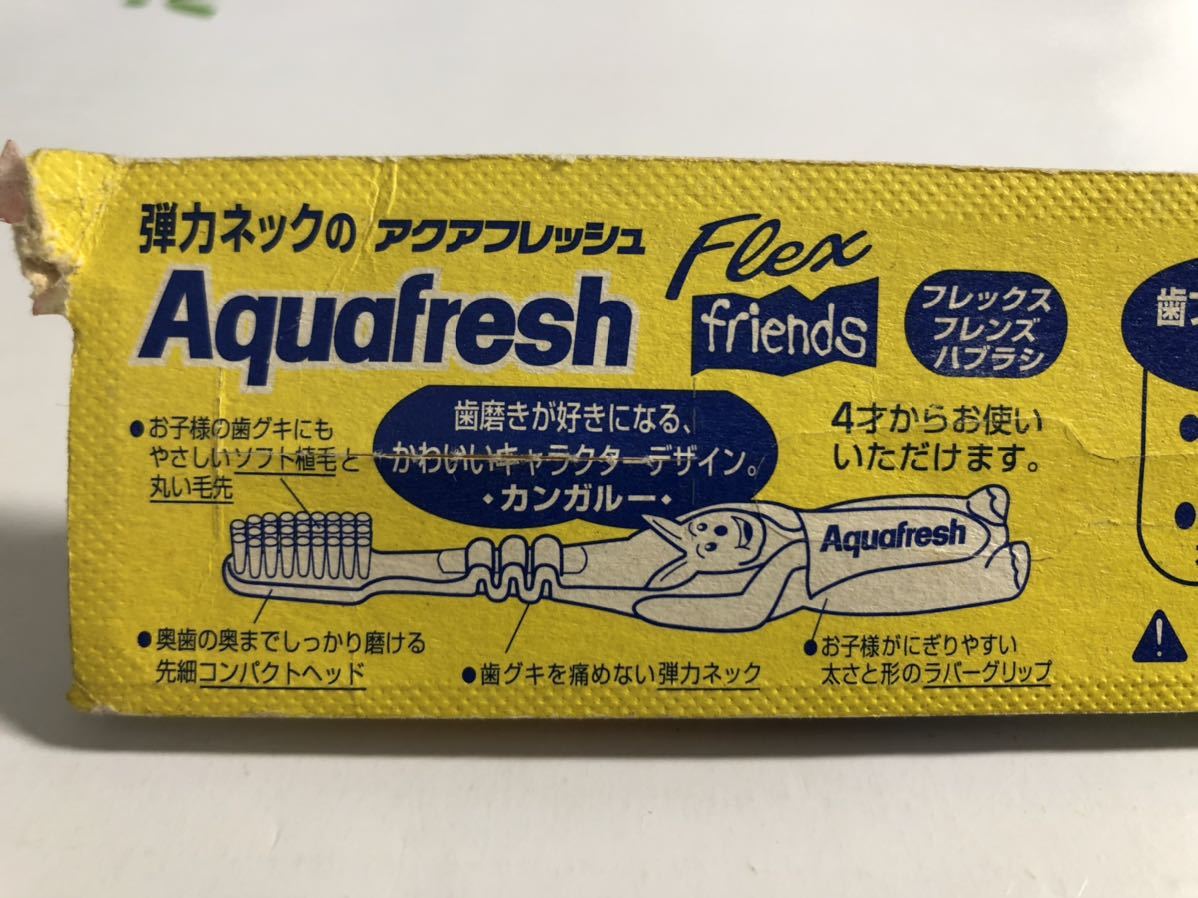 弾力ネックの アクアフレッシュ
Aquafresh
Flex
friends
フレックス
フレンズ
ハブラシ
歯磨きが好きになる、
かわいいキャラクターデザイン。
・カンガルー・
4才からお使い
いただけます。
●お子様の歯グキにも
やさしいソフト植毛と
丸い毛先
Aquafresh
●奥歯の奥までしっかり磨ける
先細コンパクトヘッド
●歯グキを痛めない弾力ネック
●お子様がにぎりやすい
太さと形のラバーグリップ
歯